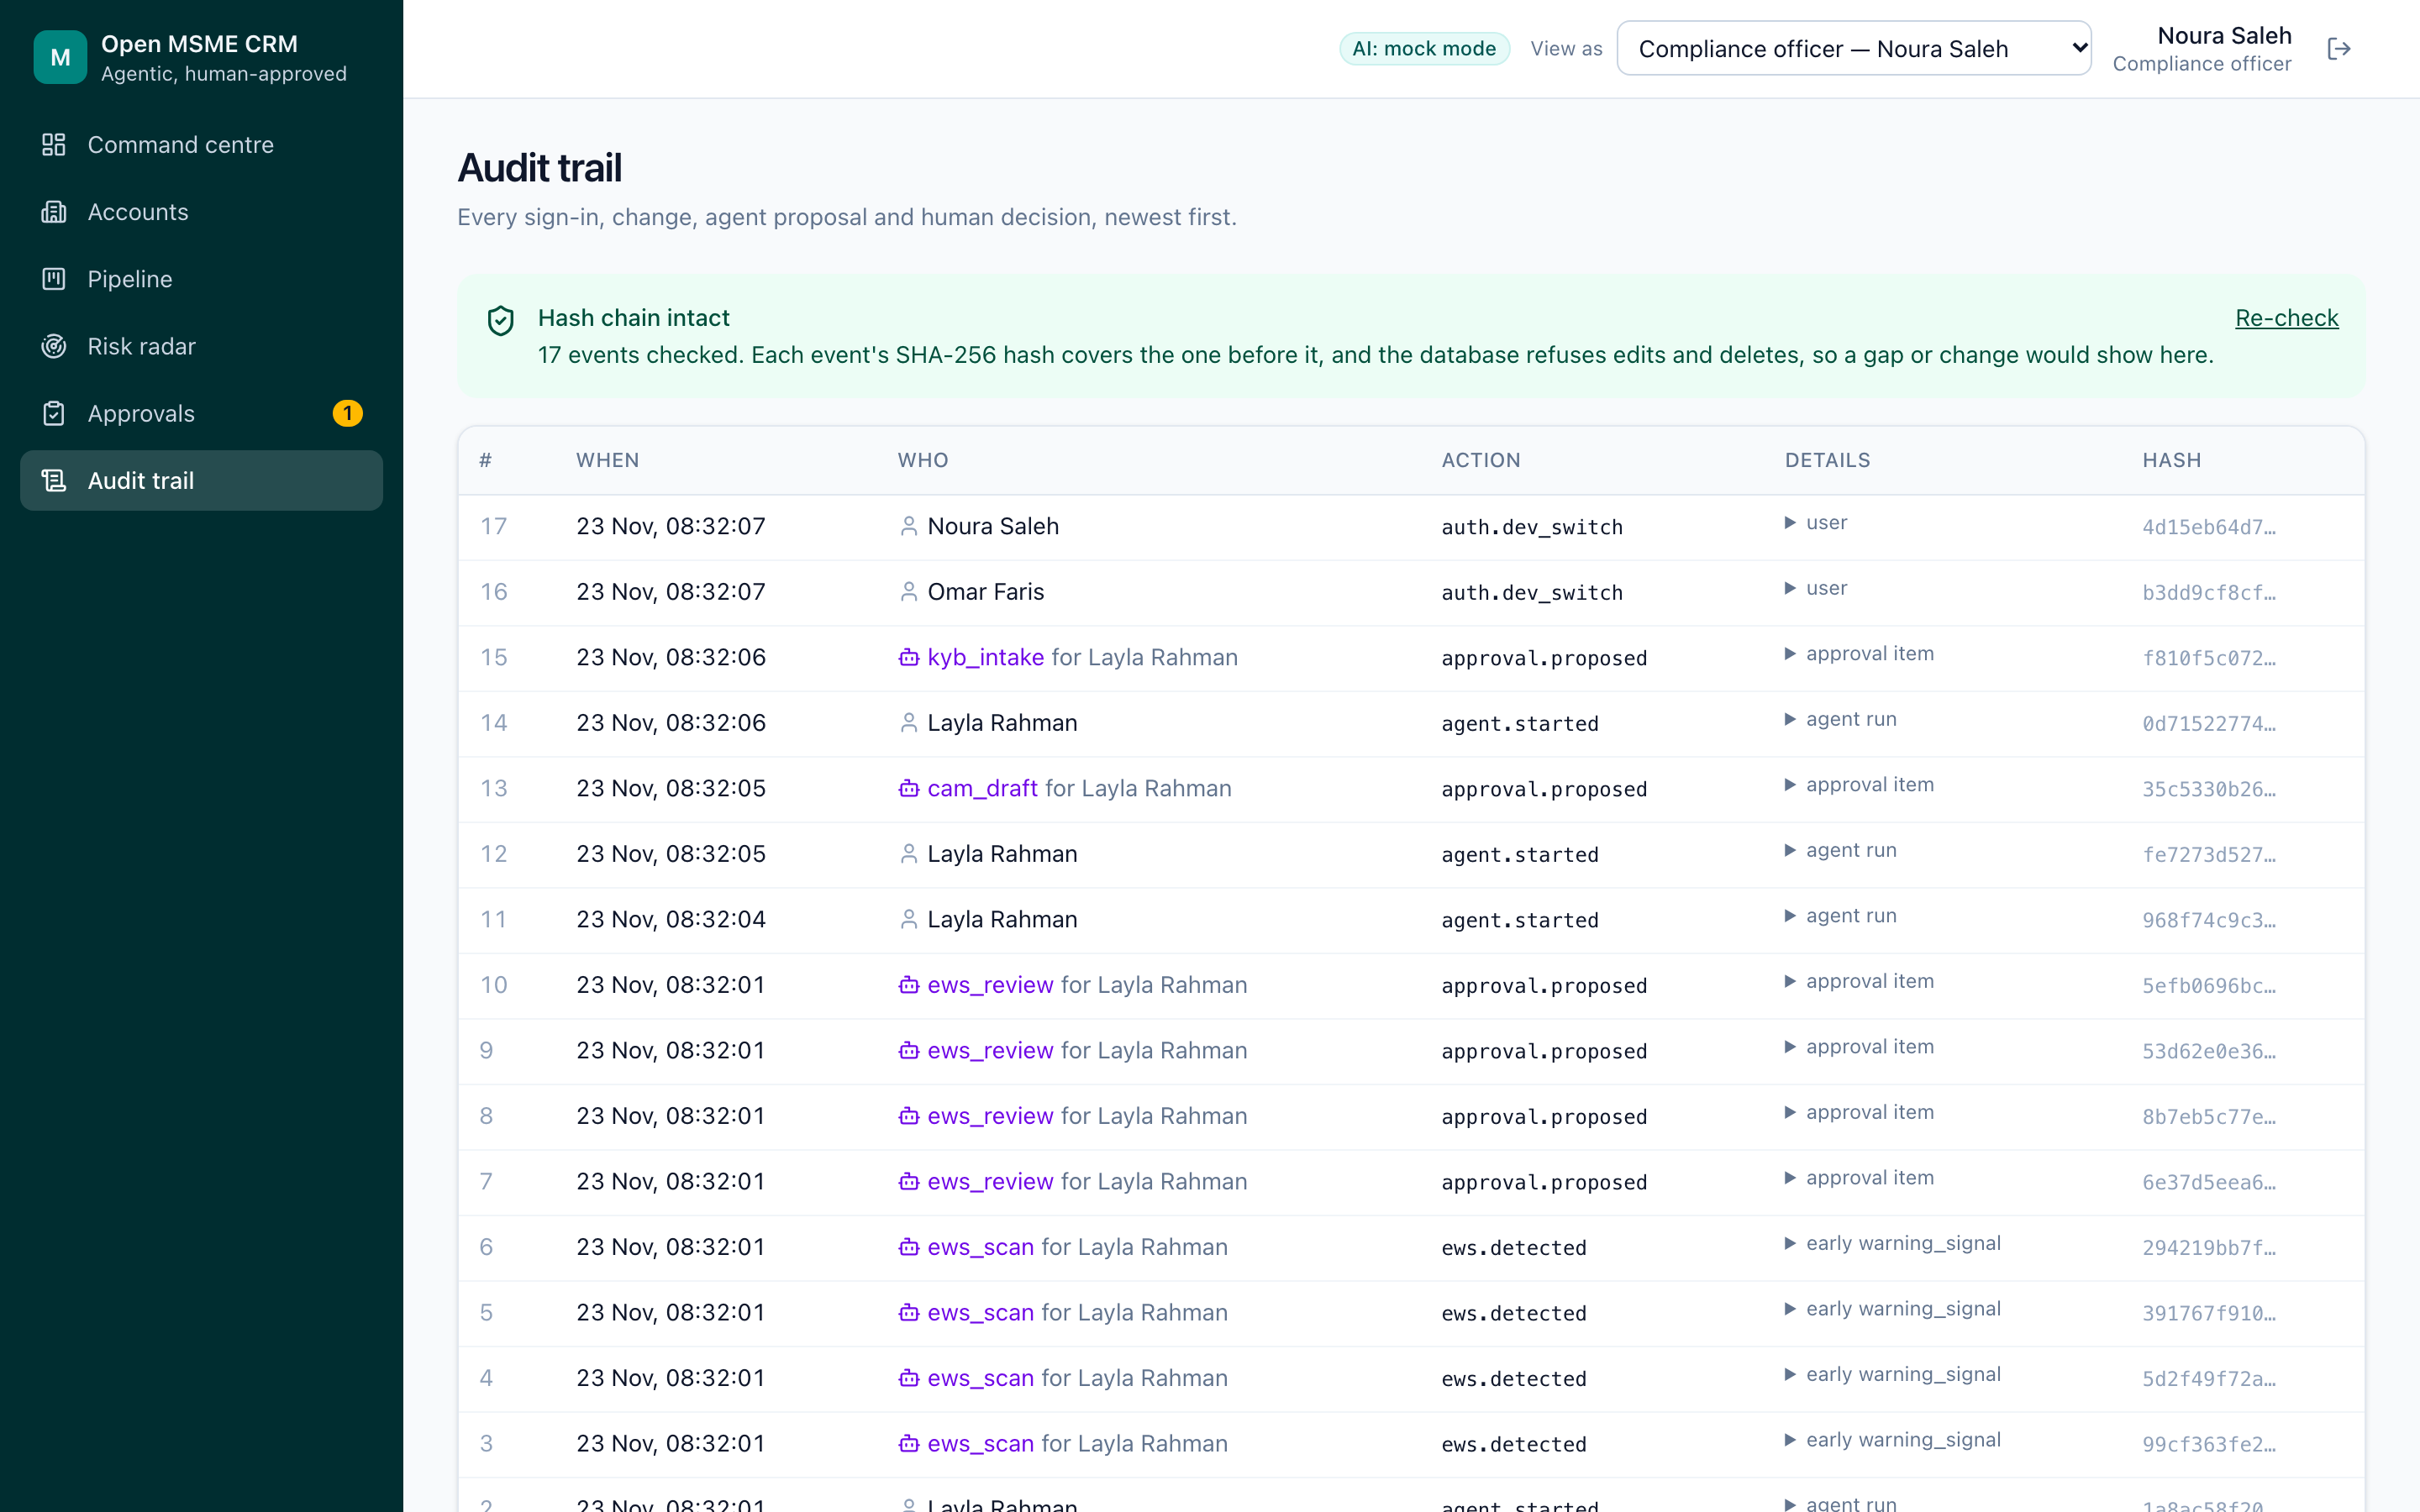 M
Open MSME CRM
Agentic, human-approved
Command centre
Accounts
Pipeline
Risk radar
Approvals 1
Audit trail
AI: mock mode View as Compliance officer — Noura Saleh
Noura Saleh
Compliance officer
Audit trail
Every sign-in, change, agent proposal and human decision, newest first.
Hash chain intact Re-check
17 events checked. Each event's SHA-256 hash covers the one before it, and the database refuses edits and deletes, so a gap or change would show here.
# WHEN WHO ACTION DETAILS HASH
17 23 Nov, 08:32:07 Noura Saleh auth.dev_switch user 4d15eb64d7…
16 23 Nov, 08:32:07 Omar Faris auth.dev_switch user b3dd9cf8cf…
15 23 Nov, 08:32:06 kyb_intake for Layla Rahman approval.proposed approval item f810f5c072…
14 23 Nov, 08:32:06 Layla Rahman agent.started agent run 0d71522774…
13 23 Nov, 08:32:05 cam_draft for Layla Rahman approval.proposed approval item 35c5330b26…
12 23 Nov, 08:32:05 Layla Rahman agent.started agent run fe7273d527…
11 23 Nov, 08:32:04 Layla Rahman agent.started agent run 968f74c9c3…
10 23 Nov, 08:32:01 ews_review for Layla Rahman approval.proposed approval item 5efb0696bc…
9 23 Nov, 08:32:01 ews_review for Layla Rahman approval.proposed approval item 53d62e0e36…
8 23 Nov, 08:32:01 ews_review for Layla Rahman approval.proposed approval item 8b7eb5c77e…
7 23 Nov, 08:32:01 ews_review for Layla Rahman approval.proposed approval item 6e37d5eea6…
6 23 Nov, 08:32:01 ews_scan for Layla Rahman ews.detected early warning_signal 294219bb7f…
5 23 Nov, 08:32:01 ews_scan for Layla Rahman ews.detected early warning_signal 391767f910…
4 23 Nov, 08:32:01 ews_scan for Layla Rahman ews.detected early warning_signal 5d2f49f72a…
3 23 Nov, 08:32:01 ews_scan for Layla Rahman ews.detected early warning_signal 99cf363fe2…
2 23 Nov, 08:32:01 Layla Rahman agent.started agent run 1a8ac58f20…